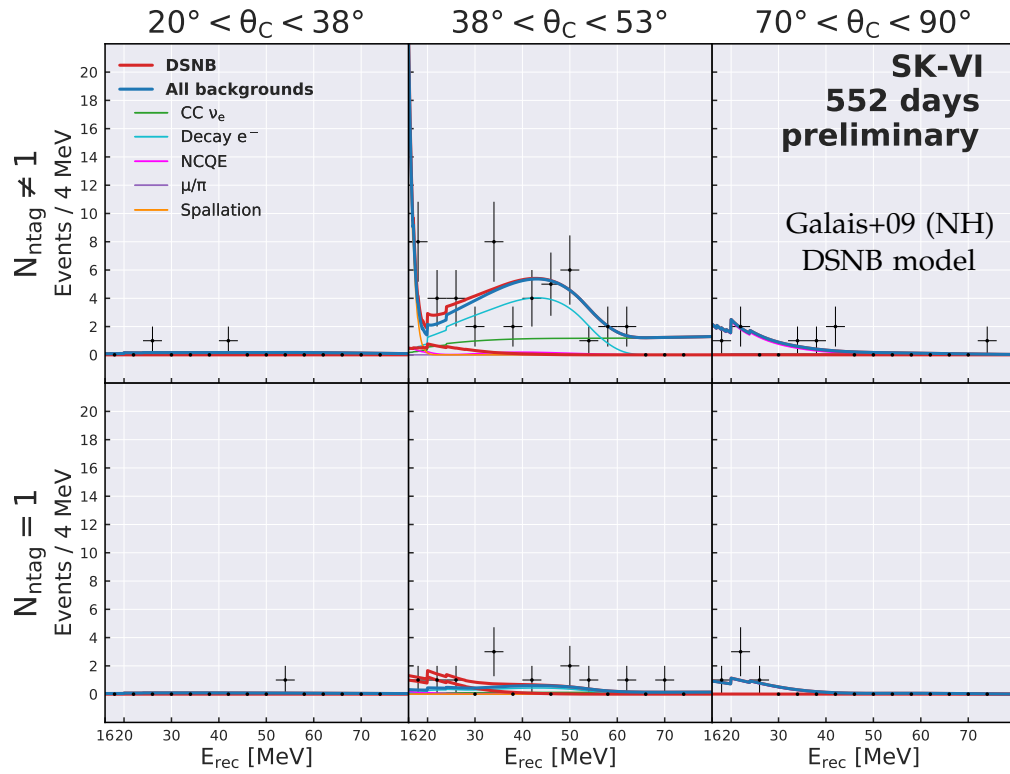 20° < θC < 38°
38° < θC < 53°
70° < θC < 90°
Nntag ≠ 1
Events / 4 MeV
20
18
16
14
12
10
8
6
4
2
0
DSNB
All backgrounds
CC νe
Decay e−
NCQE
μ/π
Spallation
SK-VI
552 days
preliminary
Galais+09 (NH)
DSNB model
Nntag = 1
Events / 4 MeV
20
18
16
14
12
10
8
6
4
2
0
1620 30 40 50 60 70
1620 30 40 50 60 70
1620 30 40 50 60 70
Erec [MeV]
Erec [MeV]
Erec [MeV]